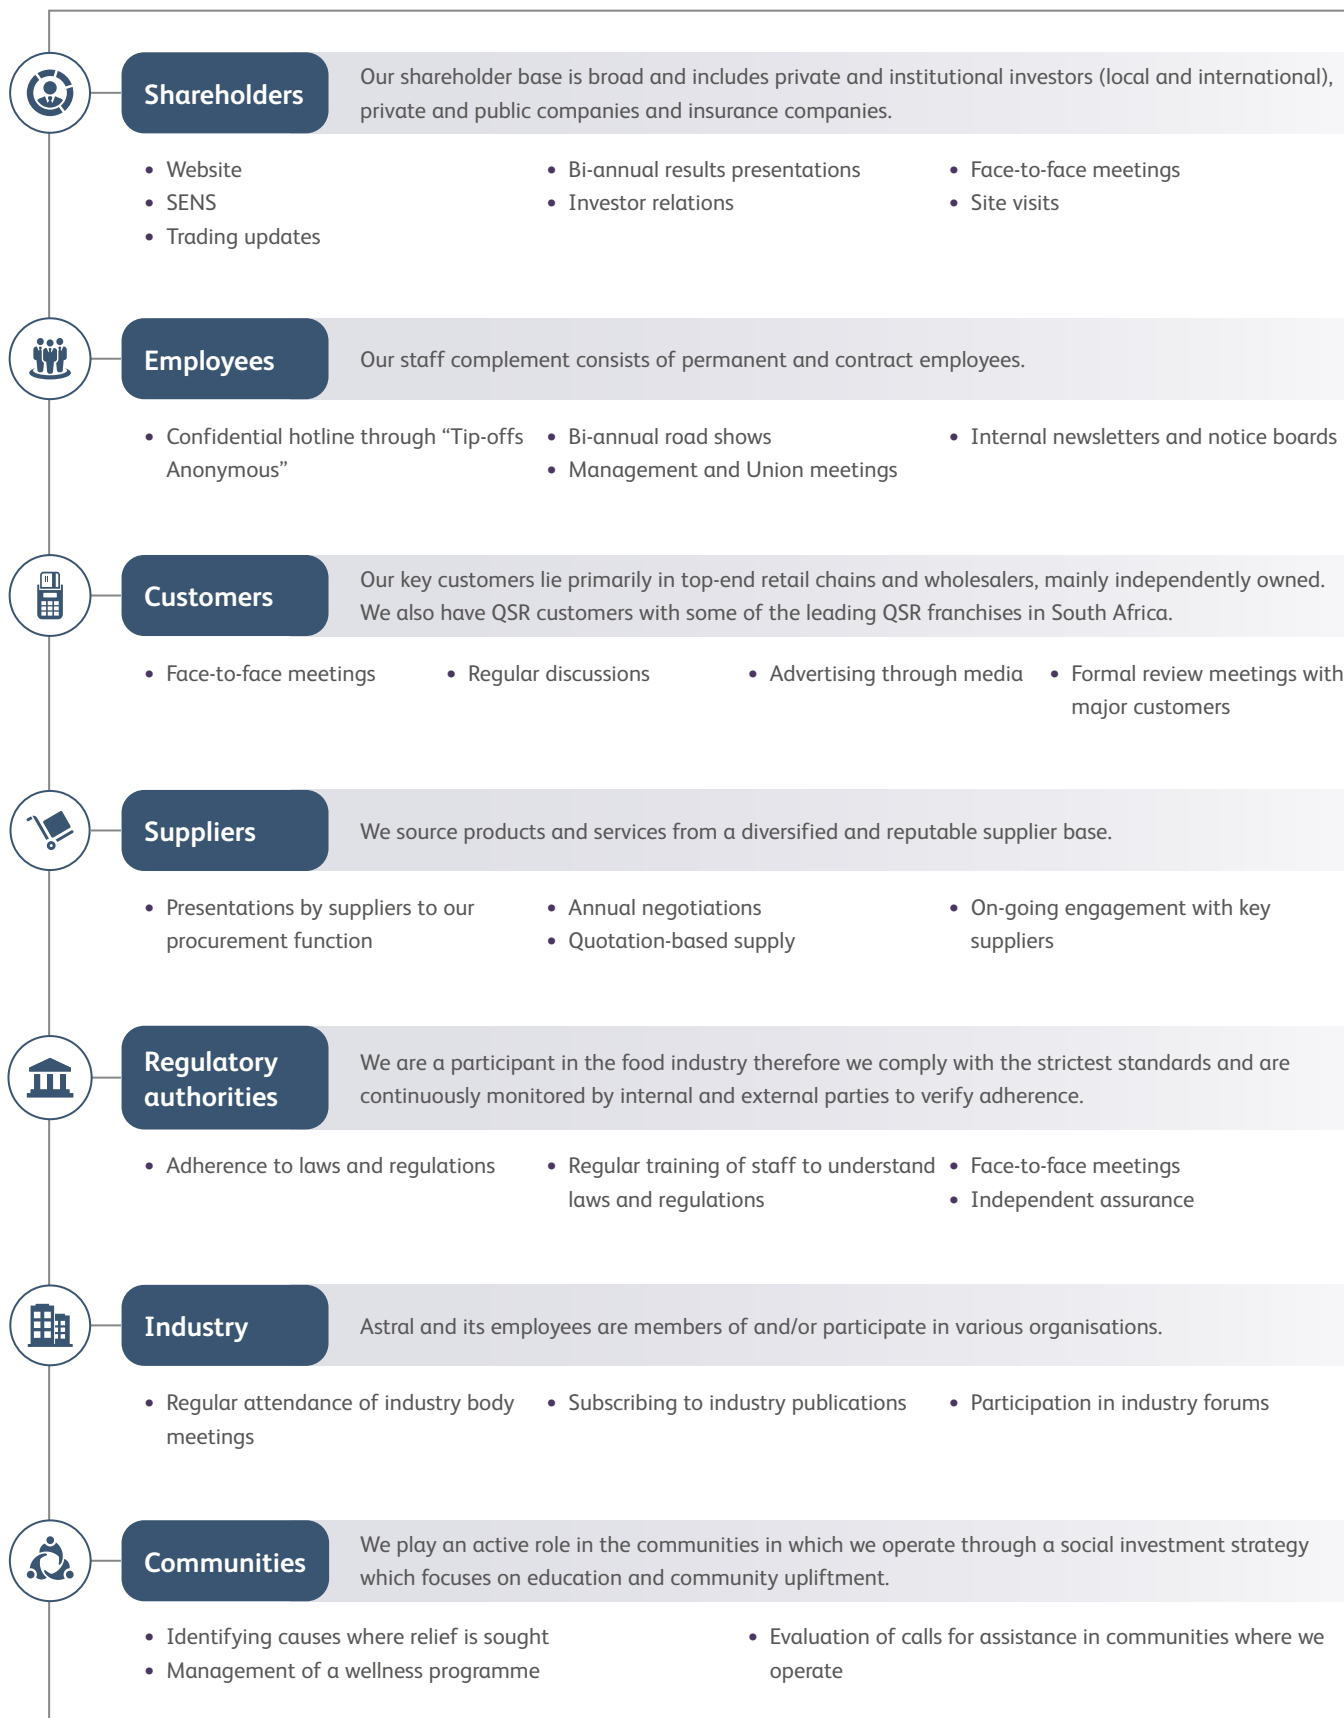 Shareholders
Our shareholder base is broad and includes private and institutional investors (local and international),
private and public companies and insurance companies.
• Website
• SENS
• Trading updates
• Bi-annual results presentations
• Investor relations
• Face-to-face meetings
• Site visits
Employees
Our staff complement consists of permanent and contract employees.
• Confidential hotline through “Tip-offs
Anonymous”
• Bi-annual road shows
• Management and Union meetings
• Internal newsletters and notice boards
Customers
Our key customers lie primarily in top-end retail chains and wholesalers, mainly independently owned.
We also have QSR customers with some of the leading QSR franchises in South Africa.
• Face-to-face meetings
• Regular discussions
• Advertising through media
• Formal review meetings with
major customers
Suppliers
We source products and services from a diversified and reputable supplier base.
• Presentations by suppliers to our
procurement function
• Annual negotiations
• Quotation-based supply
• On-going engagement with key
suppliers
Regulatory
authorities
We are a participant in the food industry therefore we comply with the strictest standards and are
continuously monitored by internal and external parties to verify adherence.
• Adherence to laws and regulations
• Regular training of staff to understand
laws and regulations
• Face-to-face meetings
• Independent assurance
Industry
Astral and its employees are members of and/or participate in various organisations.
• Regular attendance of industry body
meetings
• Subscribing to industry publications
• Participation in industry forums
Communities
We play an active role in the communities in which we operate through a social investment strategy
which focuses on education and community upliftment.
• Identifying causes where relief is sought
• Management of a wellness programme
• Evaluation of calls for assistance in communities where we
operate